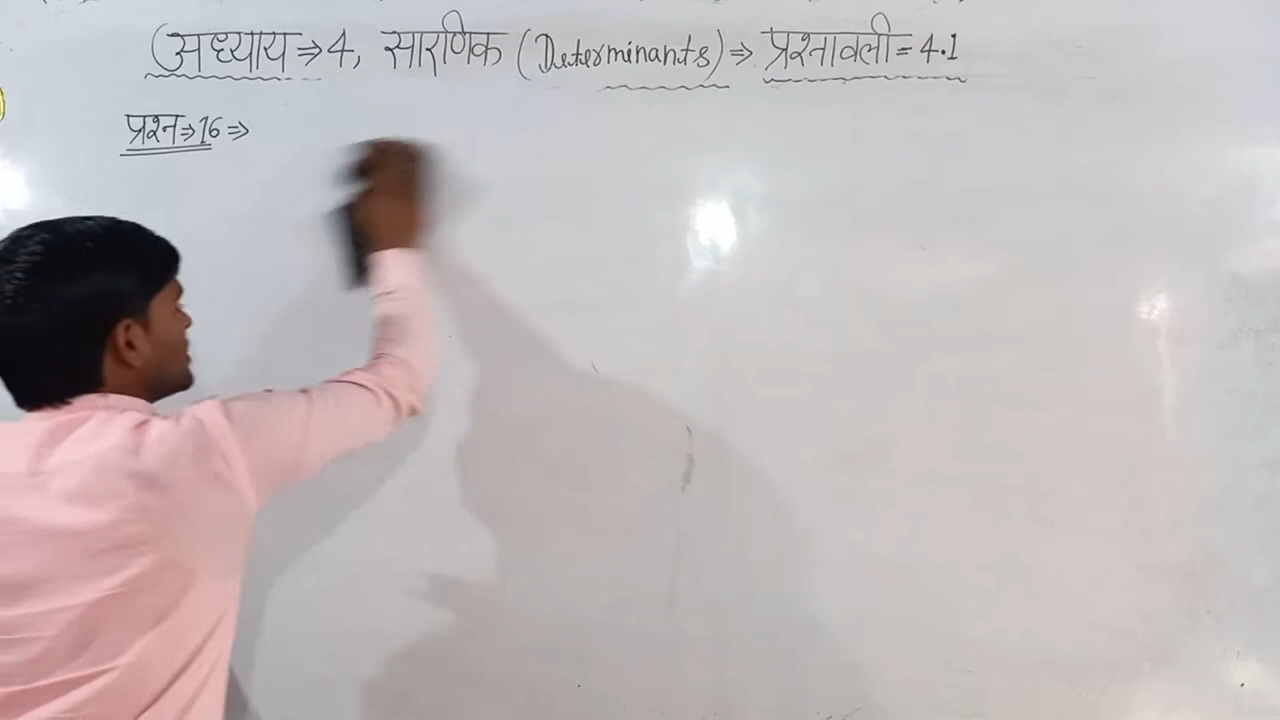 (अध्याय ⇒ 4, सारणिक (Determinants) ⇒ प्रश्नावली = 4.1
प्रश्न ⇒ 16 ⇒